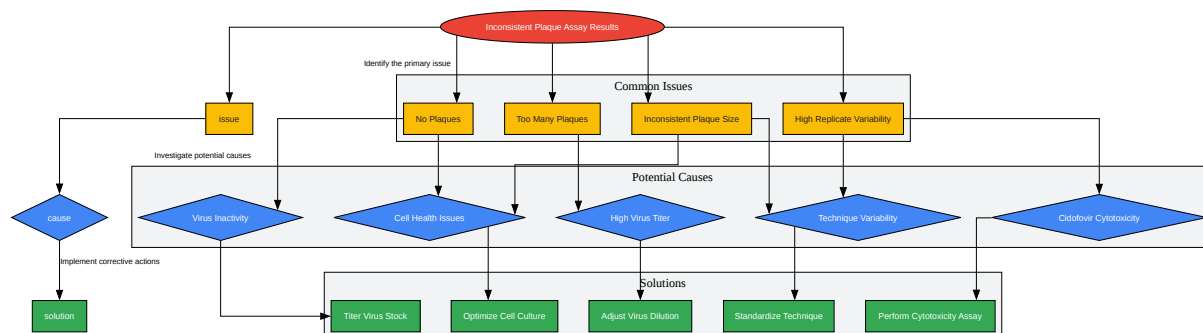 Inconsistent Plaque Assay Results
Identify the primary issue
Common Issues
issue
No Plaques
Too Many Plaques
Inconsistent Plaque Size
High Replicate Variability
Investigate potential causes
Potential Causes
cause
Virus Inactivity
Cell Health Issues
High Virus Titer
Technique Variability
Cidofovir Cytotoxicity
Implement corrective actions
Solutions
solution
Titer Virus Stock
Optimize Cell Culture
Adjust Virus Dilution
Standardize Technique
Perform Cytotoxicity Assay